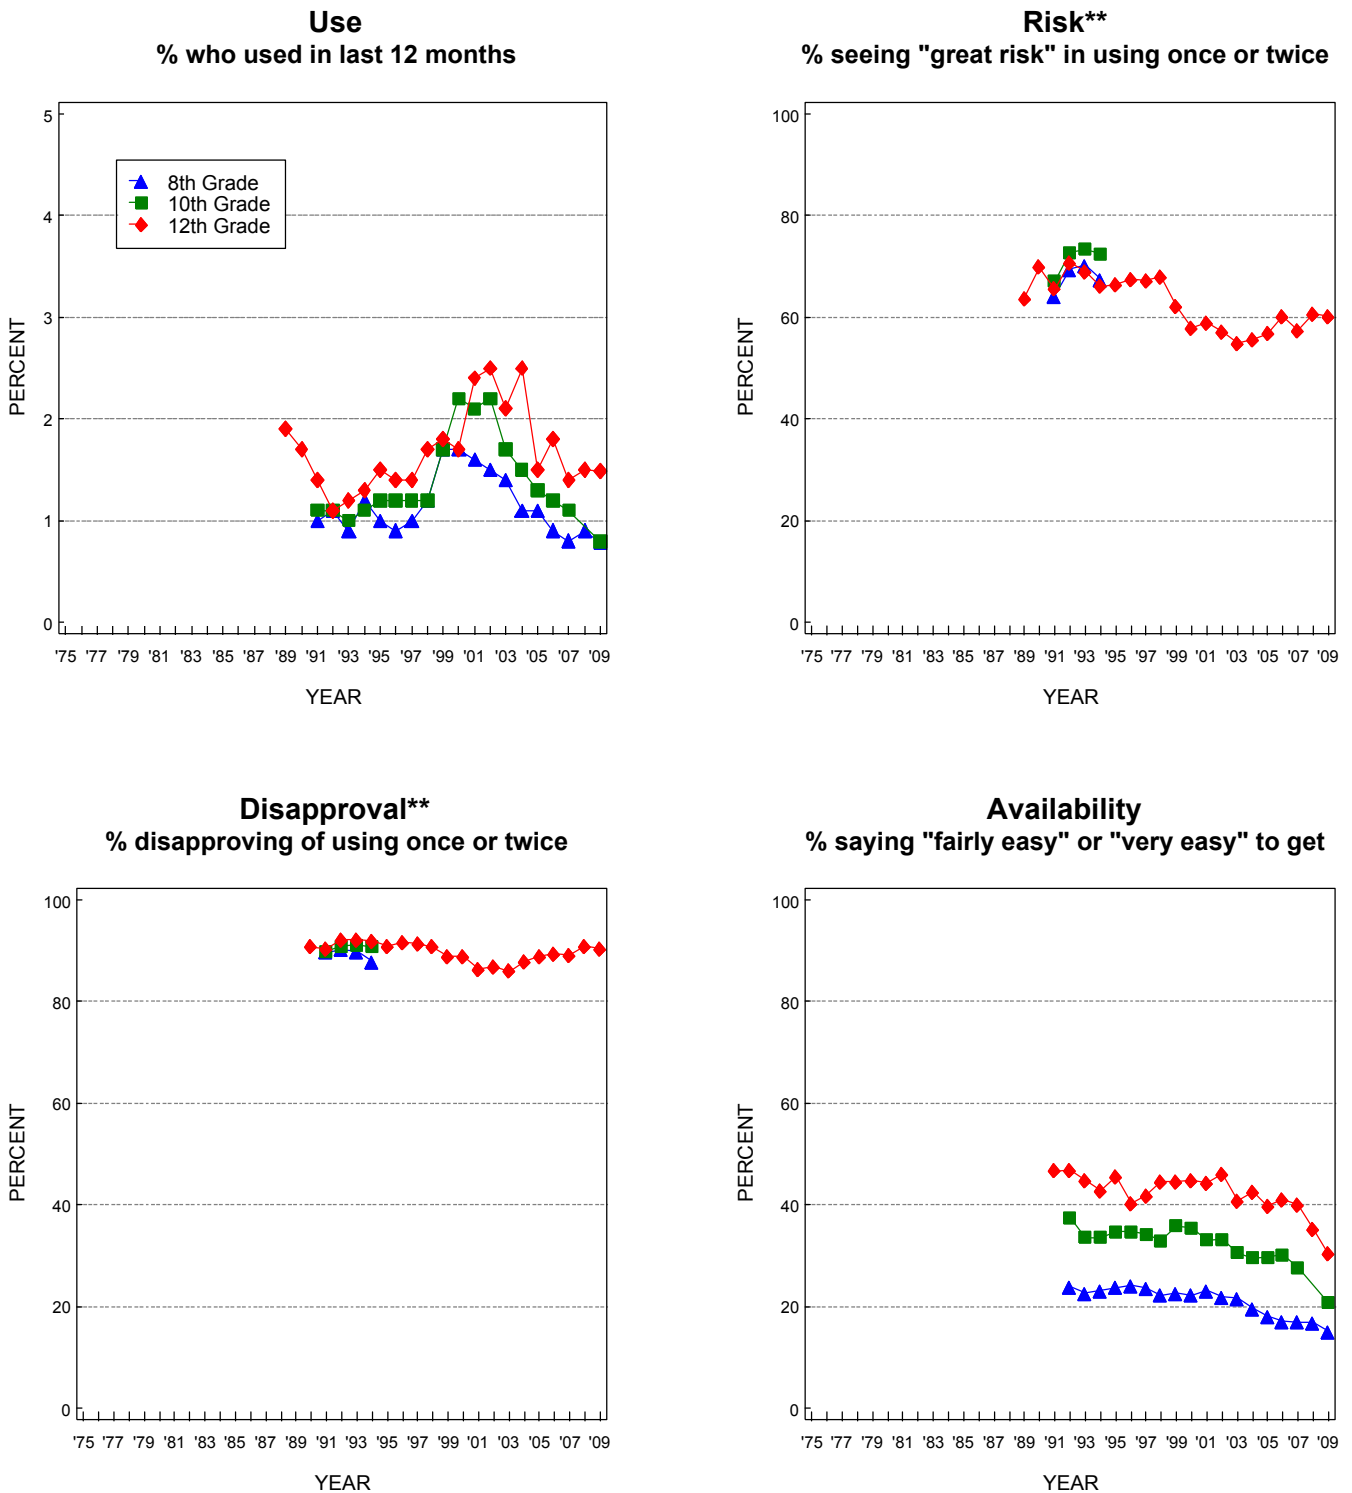 Use
% who used in last 12 months
5
4
3
2
1
0
PERCENT
8th Grade
10th Grade
12th Grade
'75 '77 '79 '81 '83 '85 '87 '89 '91 '93 '95 '97 '99 '01 '03 '05 '07 '09
YEAR
Risk**
% seeing "great risk" in using once or twice
100
80
60
40
20
0
PERCENT
'75 '77 '79 '81 '83 '85 '87 '89 '91 '93 '95 '97 '99 '01 '03 '05 '07 '09
YEAR
Disapproval**
% disapproving of using once or twice
100
80
60
40
20
0
PERCENT
'75 '77 '79 '81 '83 '85 '87 '89 '91 '93 '95 '97 '99 '01 '03 '05 '07 '09
YEAR
Availability
% saying "fairly easy" or "very easy" to get
100
80
60
40
20
0
PERCENT
'75 '77 '79 '81 '83 '85 '87 '89 '91 '93 '95 '97 '99 '01 '03 '05 '07 '09
YEAR